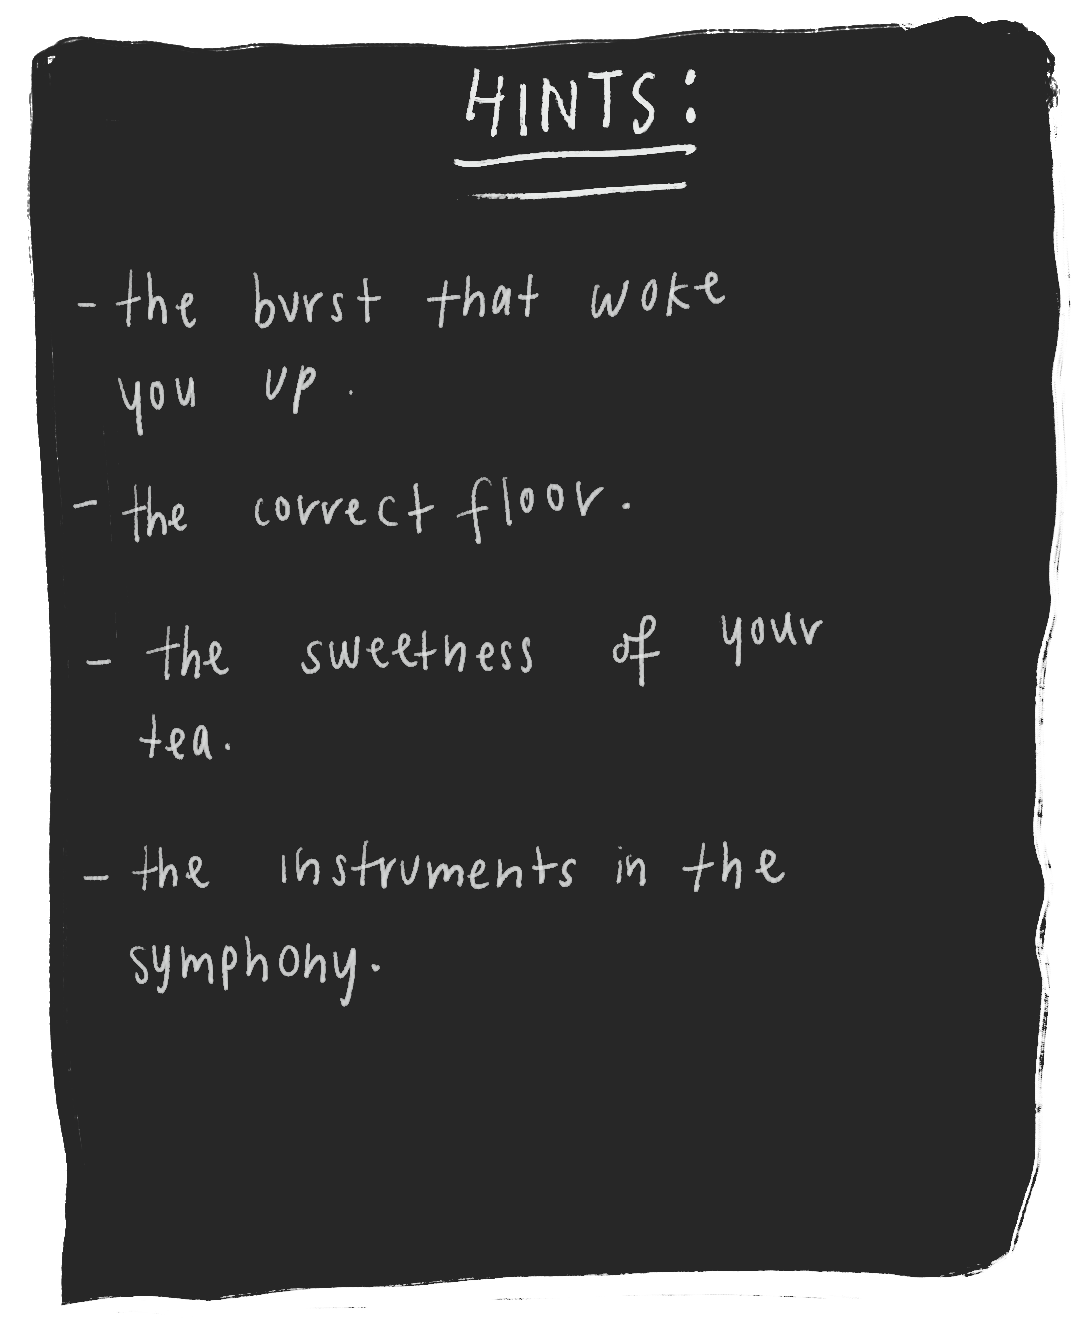 HINTS:
- the burst that woke
you up.
- the correct floor.
- the sweetness of your
tea.
- the instruments in the
symphony.